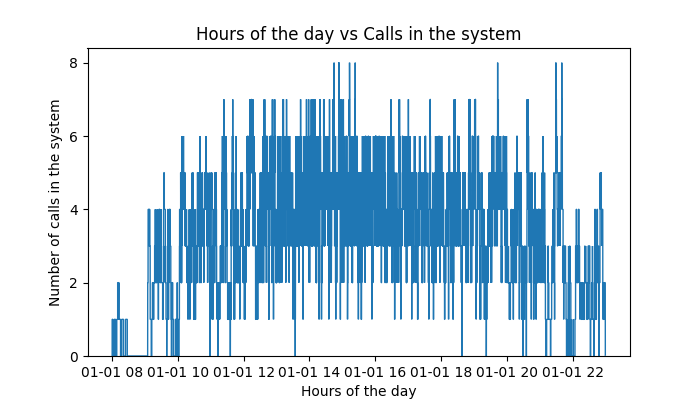 Hours of the day vs Calls in the system
Number of calls in the system
8
6
4
2
0
01-01 08 01-01 10 01-01 12 01-01 14 01-01 16 01-01 18 01-01 20 01-01 22
Hours of the day